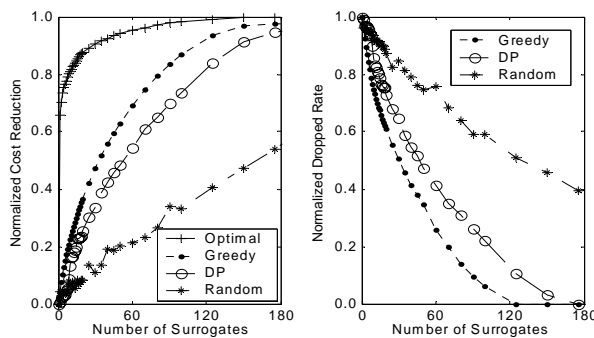 Normalized Cost Reduction
1.0
0.8
0.6
0.4
0.2
0.0
0
60
120
180
Number of Surrogates
Optimal
Greedy
DP
Random
Normalized Dropped Rate
1.0
0.8
0.6
0.4
0.2
0.0
0
60
120
180
Number of Surrogates
Greedy
DP
Random